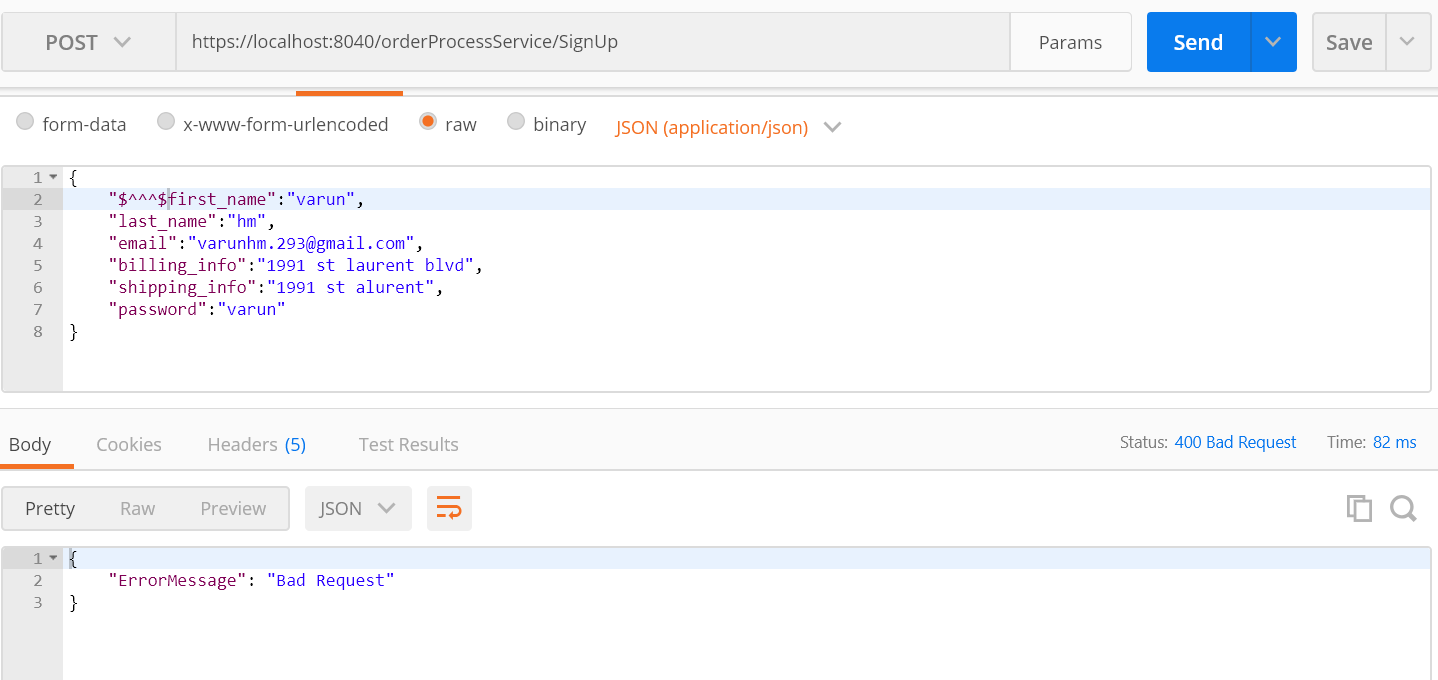 POST https://localhost:8040/orderProcessService/SignUp Params Send Save
form-data x-www-form-urlencoded raw binary JSON (application/json)
1 {
2 "$^^^$first_name":"varun",
3 "last_name":"hm",
4 "email":"varunhm.293@gmail.com",
5 "billing_info":"1991 st laurent blvd",
6 "shipping_info":"1991 st alurent",
7 "password":"varun"
8 }
Body Cookies Headers (5) Test Results Status: 400 Bad Request Time: 82 ms
Pretty Raw Preview JSON
1 {
2 "ErrorMessage": "Bad Request"
3 }